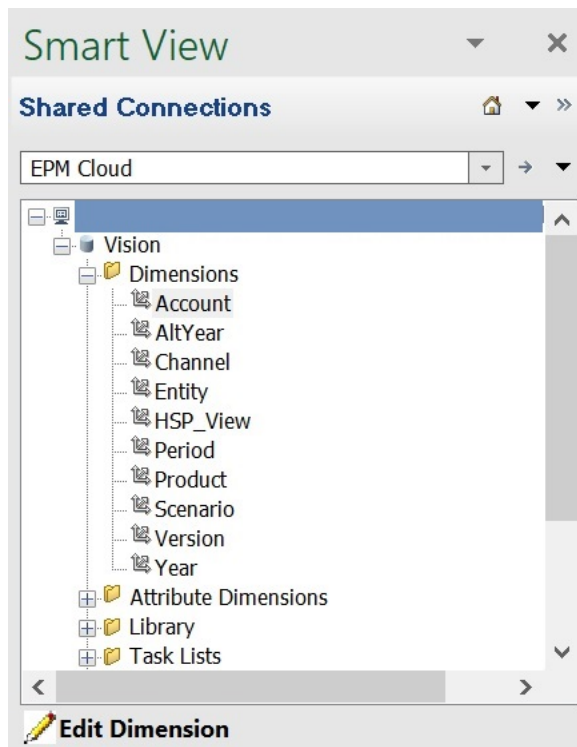 Smart View
Shared Connections
EPM Cloud
Vision
Dimensions
Account
AltYear
Channel
Entity
HSP_View
Period
Product
Scenario
Version
Year
Attribute Dimensions
Library
Task Lists
Edit Dimension